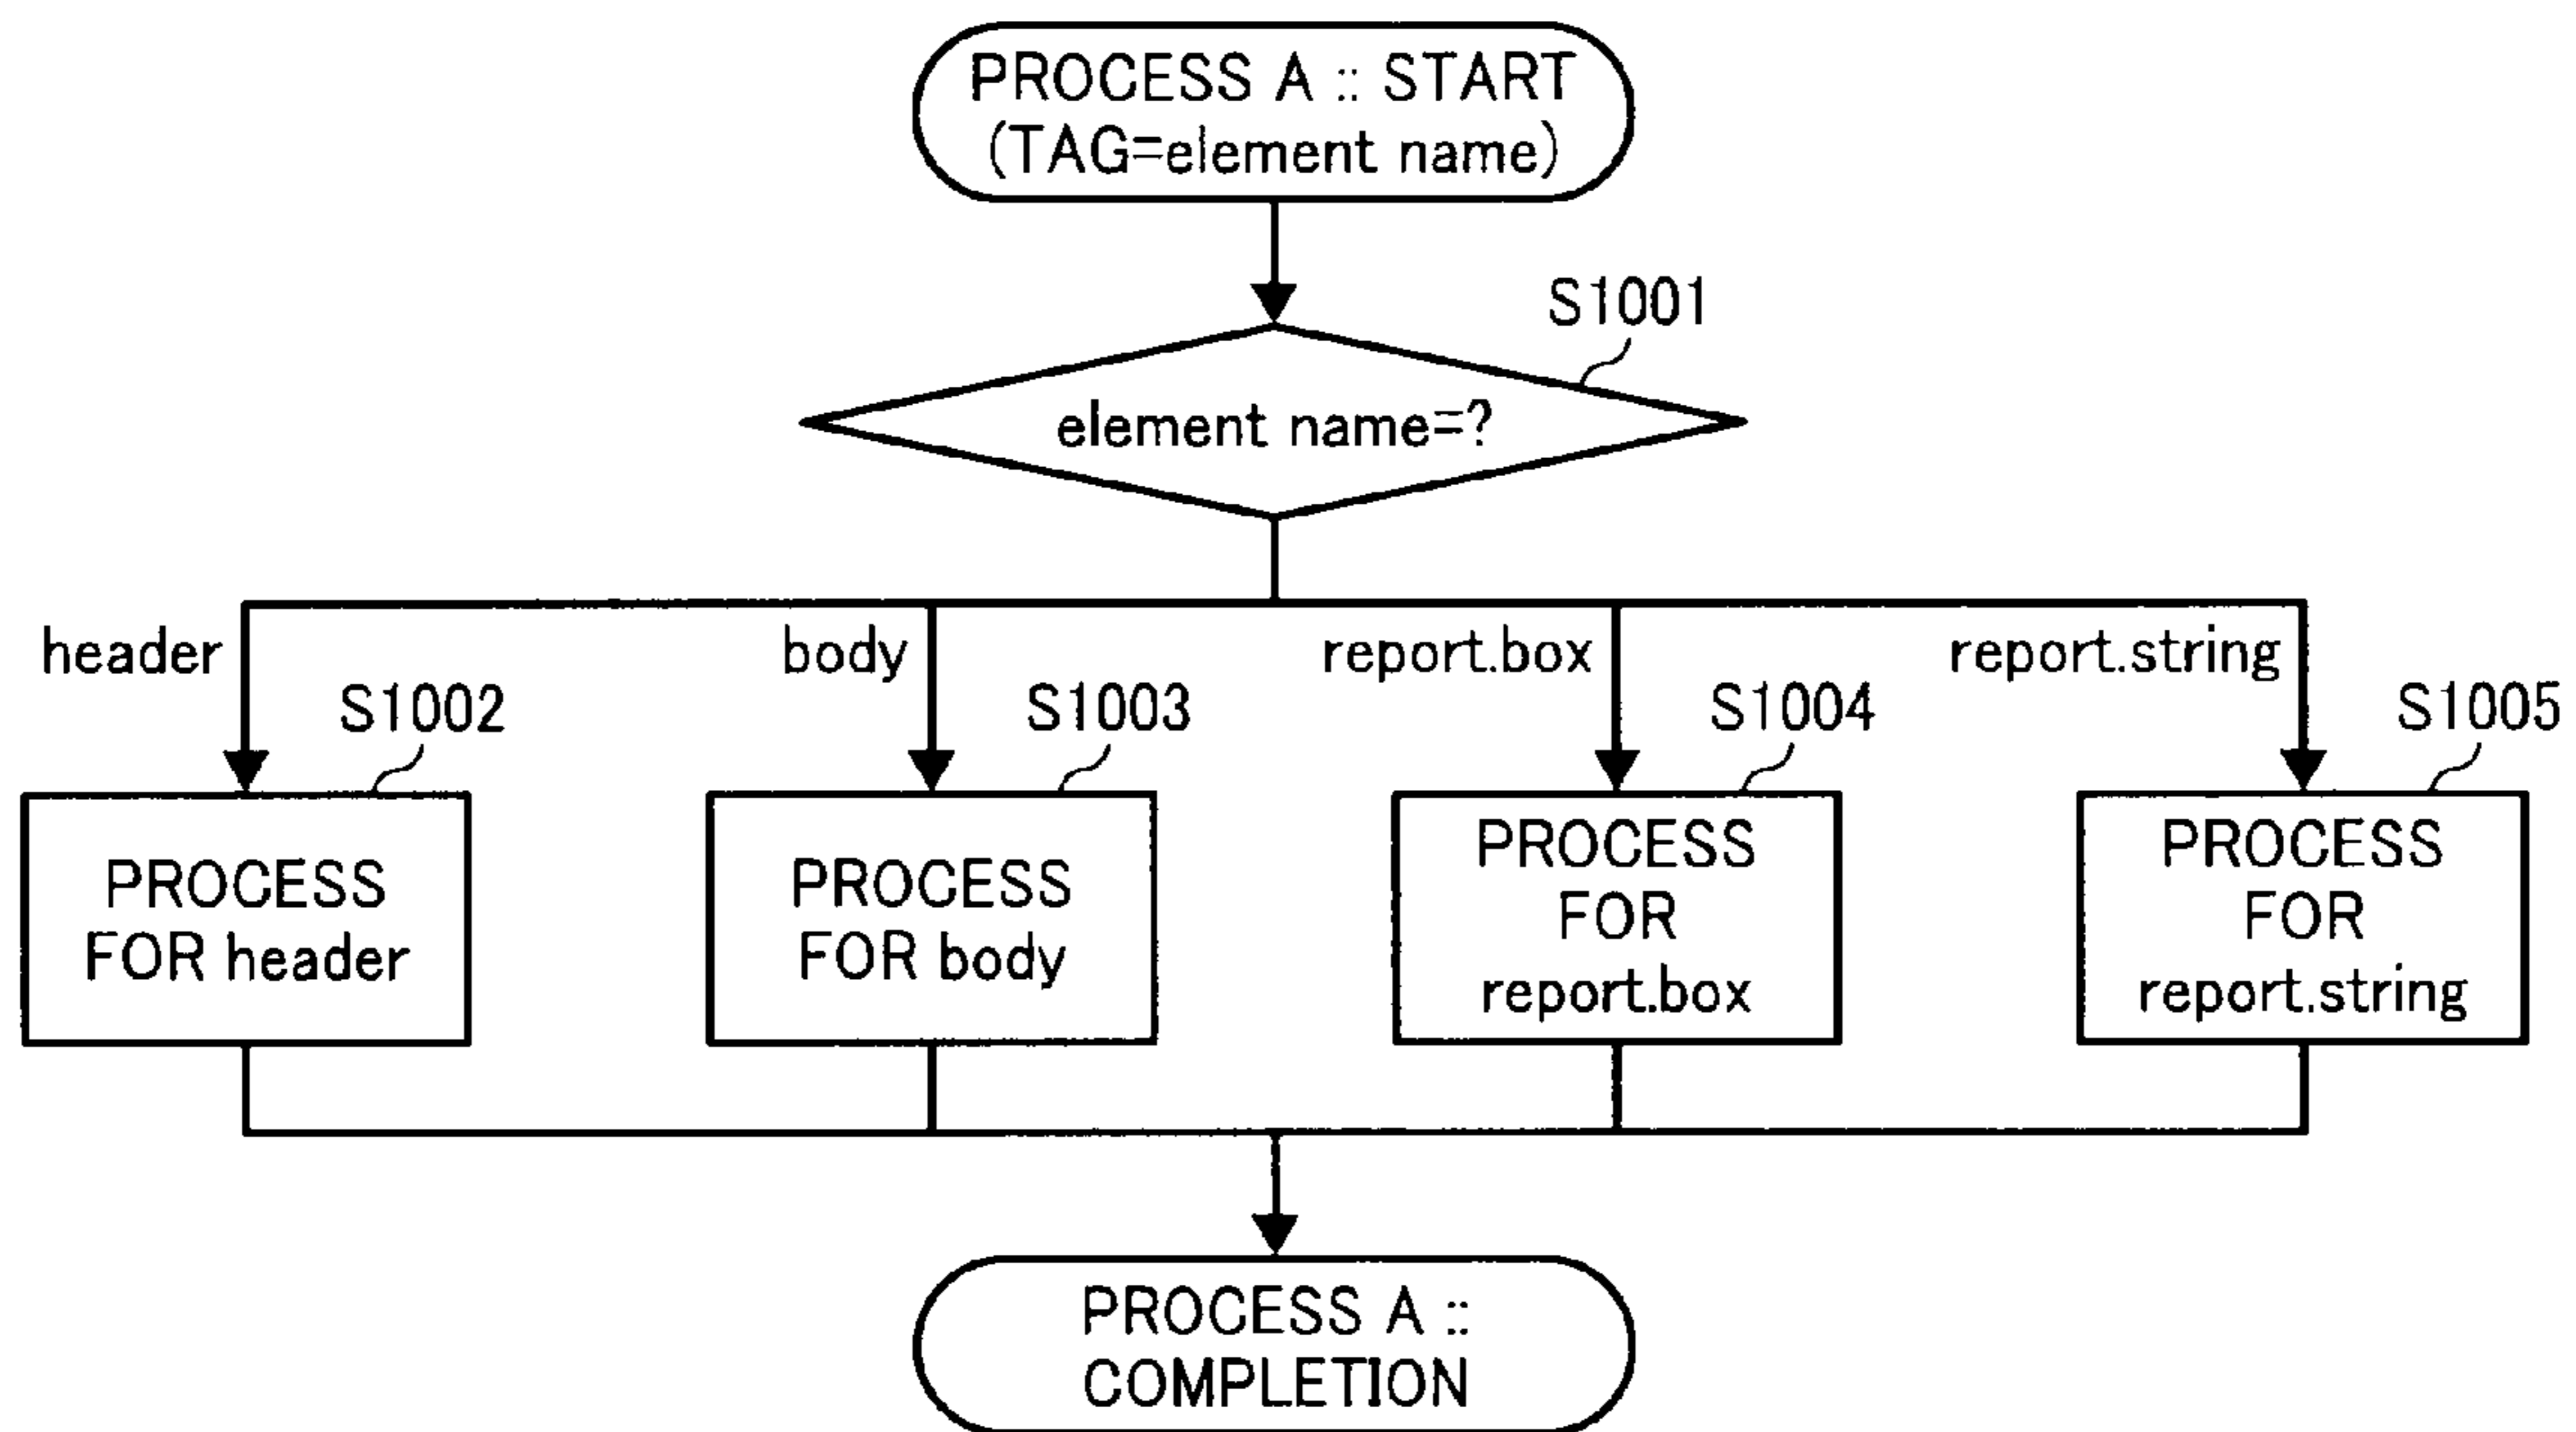 PROCESS A :: START
(TAG=element name)
S1001
element name=?
header
body
report.box
report.string
S1002
S1003
S1004
S1005
PROCESS
FOR header
PROCESS
FOR body
PROCESS
FOR
report.box
PROCESS
FOR
report.string
PROCESS A ::
COMPLETION